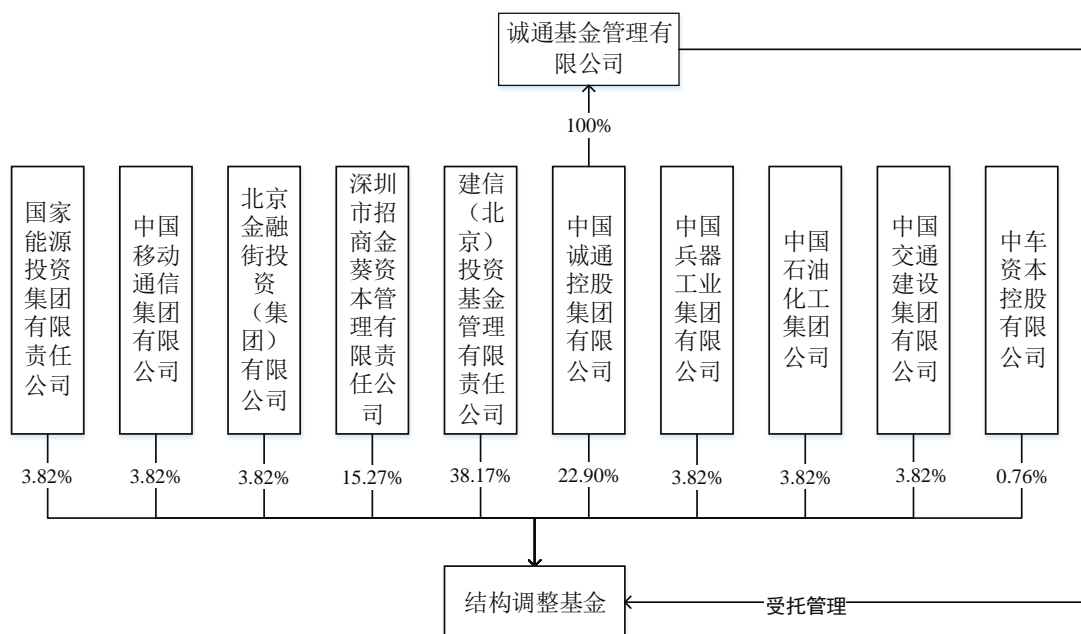 诚通基金管理有
限公司
100%
国家
能源
投资
集团
有限
责任
公司
中国
移动
通信
集团
有限
公司
北京
金融
街投
资
（集
团）
有限
公司
深圳
市招
商金
葵资
本管
理有
限责
任公
司
建信
（北
京）
投资
基金
管理
有限
责任
公司
中国
诚通
控股
集团
有限
公司
中国
兵器
工业
集团
有限
公司
中国
石油
化工
集团
公司
中国
交通
建设
集团
有限
公司
中车
资本
控股
有限
公司
3.82%
3.82%
3.82%
15.27%
38.17%
22.90%
3.82%
3.82%
3.82%
0.76%
结构调整基金
受托管理